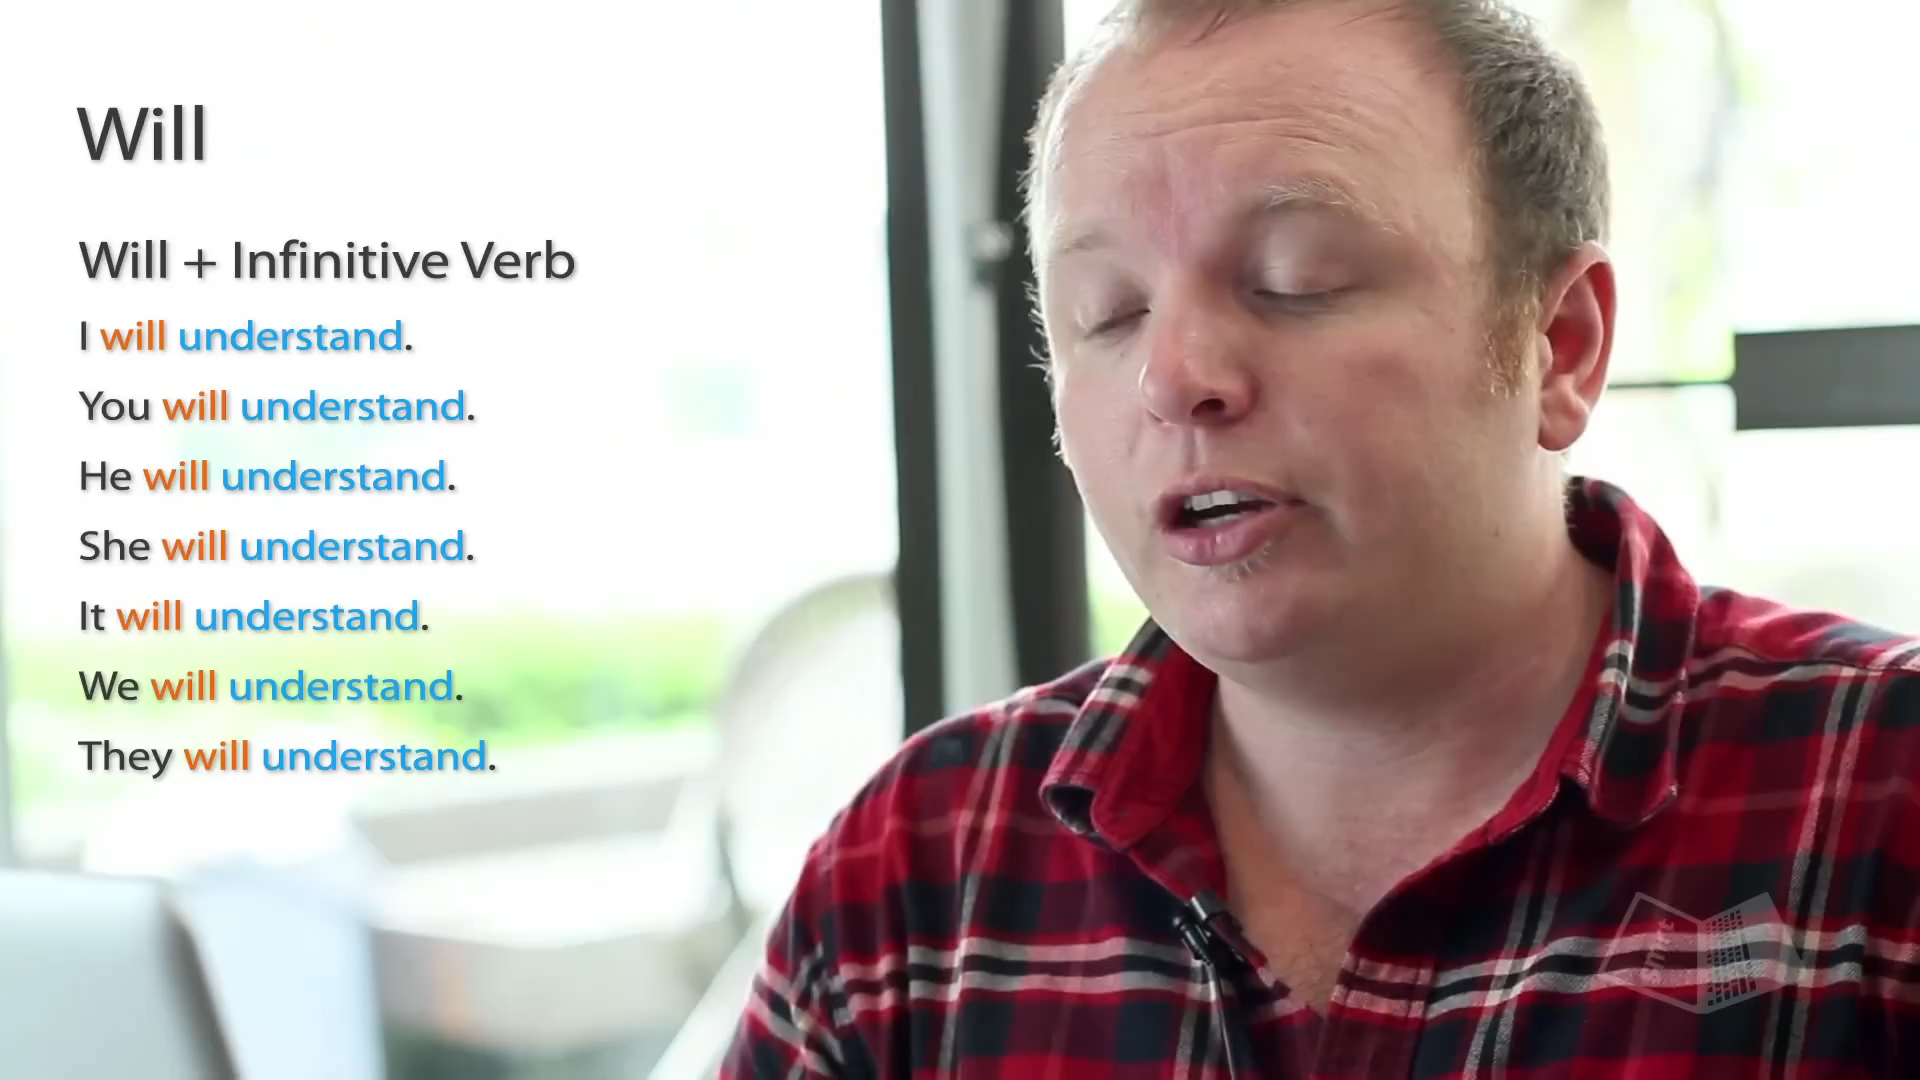 Will
Will + Infinitive Verb
I will understand.
You will understand.
He will understand.
She will understand.
It will understand.
We will understand.
They will understand.
Smrt